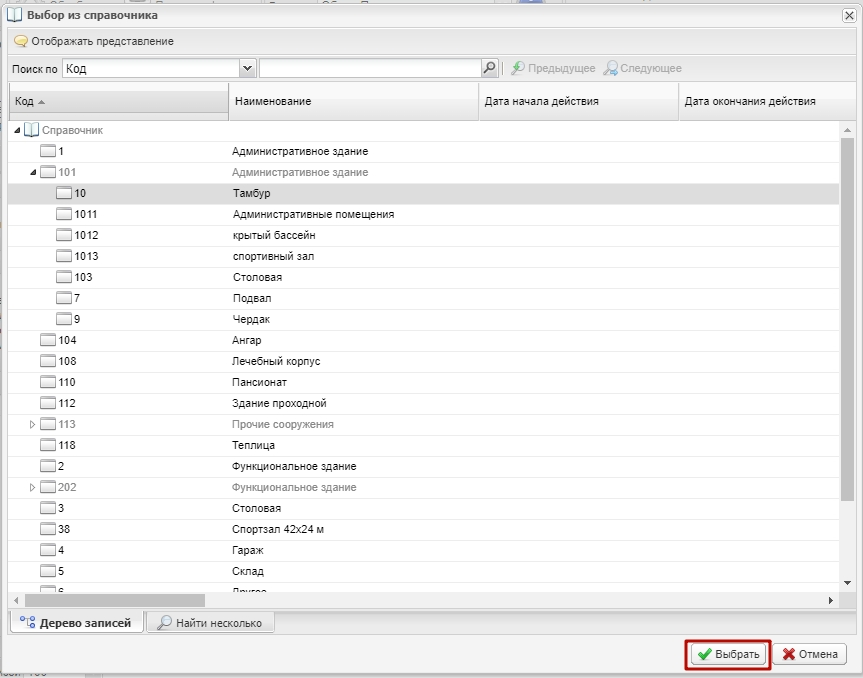 Выбор из справочника
Отображать представление
Поиск по Код Предыдущее Следующее
Код Наименование Дата начала действия Дата окончания действия
Справочник
1 Административное здание
101 Административное здание
10 Тамбур
1011 Административные помещения
1012 крытый бассейн
1013 спортивный зал
103 Столовая
7 Подвал
9 Чердак
104 Ангар
108 Лечебный корпус
110 Пансионат
112 Здание проходной
113 Прочие сооружения
118 Теплица
2 Функциональное здание
202 Функциональное здание
3 Столовая
38 Спортзал 42х24 м
4 Гараж
5 Склад
6 Другое
Дерево записей Найти несколько
Выбрать Отмена